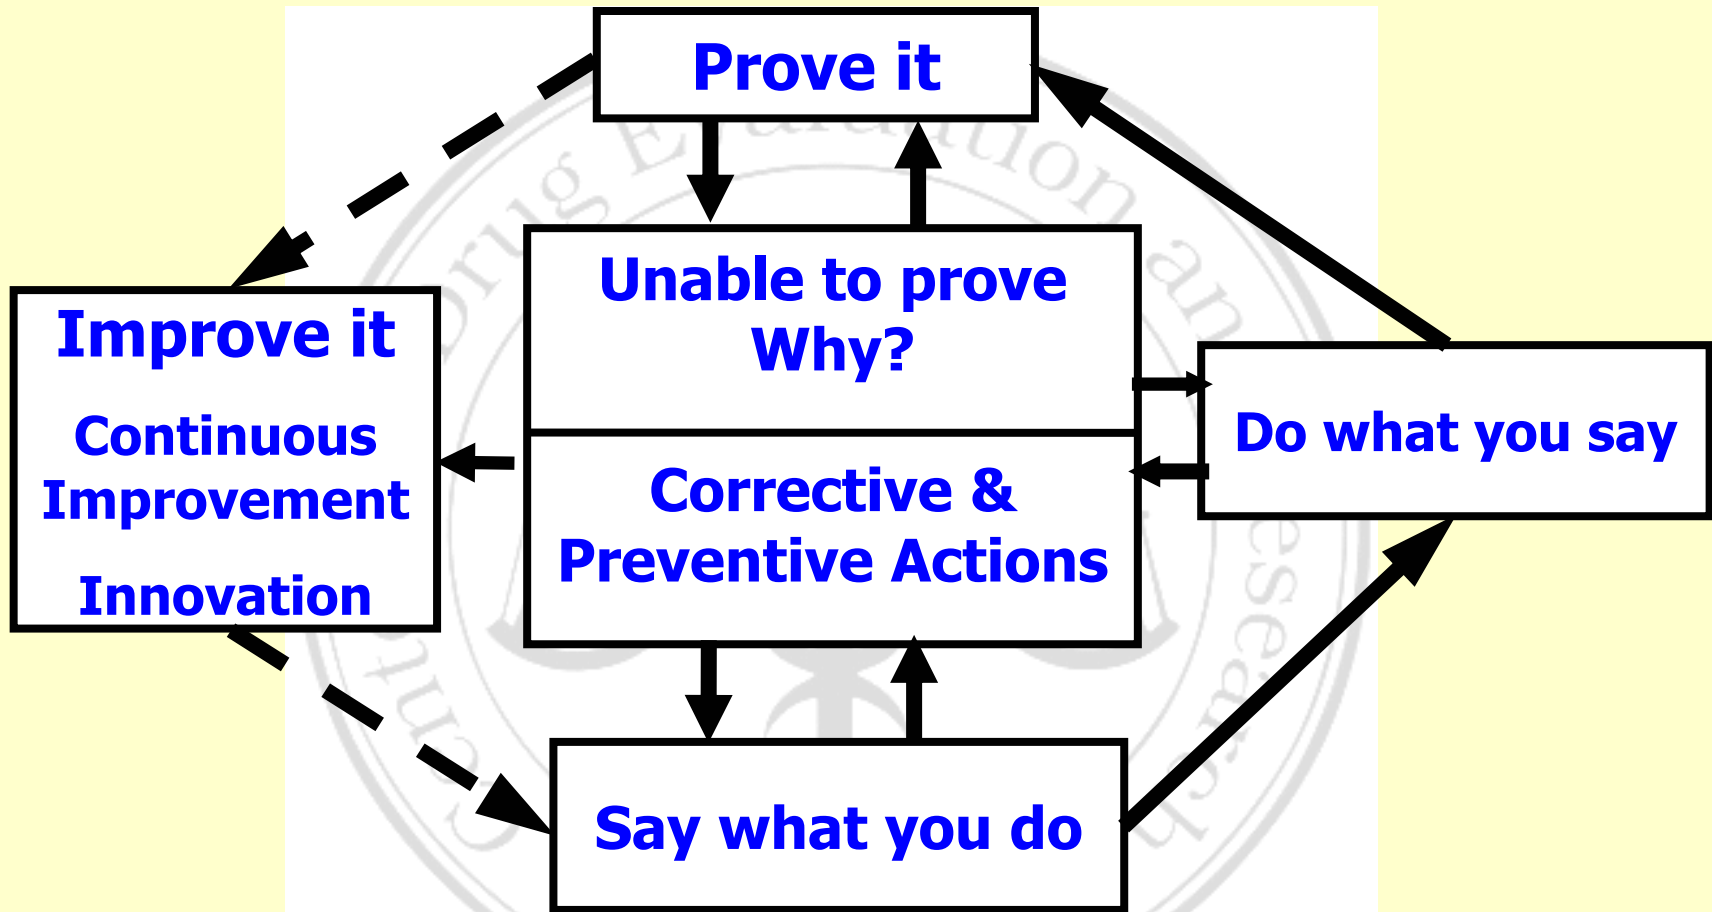 Prove it
Unable to prove
Why?
Improve it
Continuous
Improvement
Innovation
Do what you say
Corrective &
Preventive Actions
Say what you do